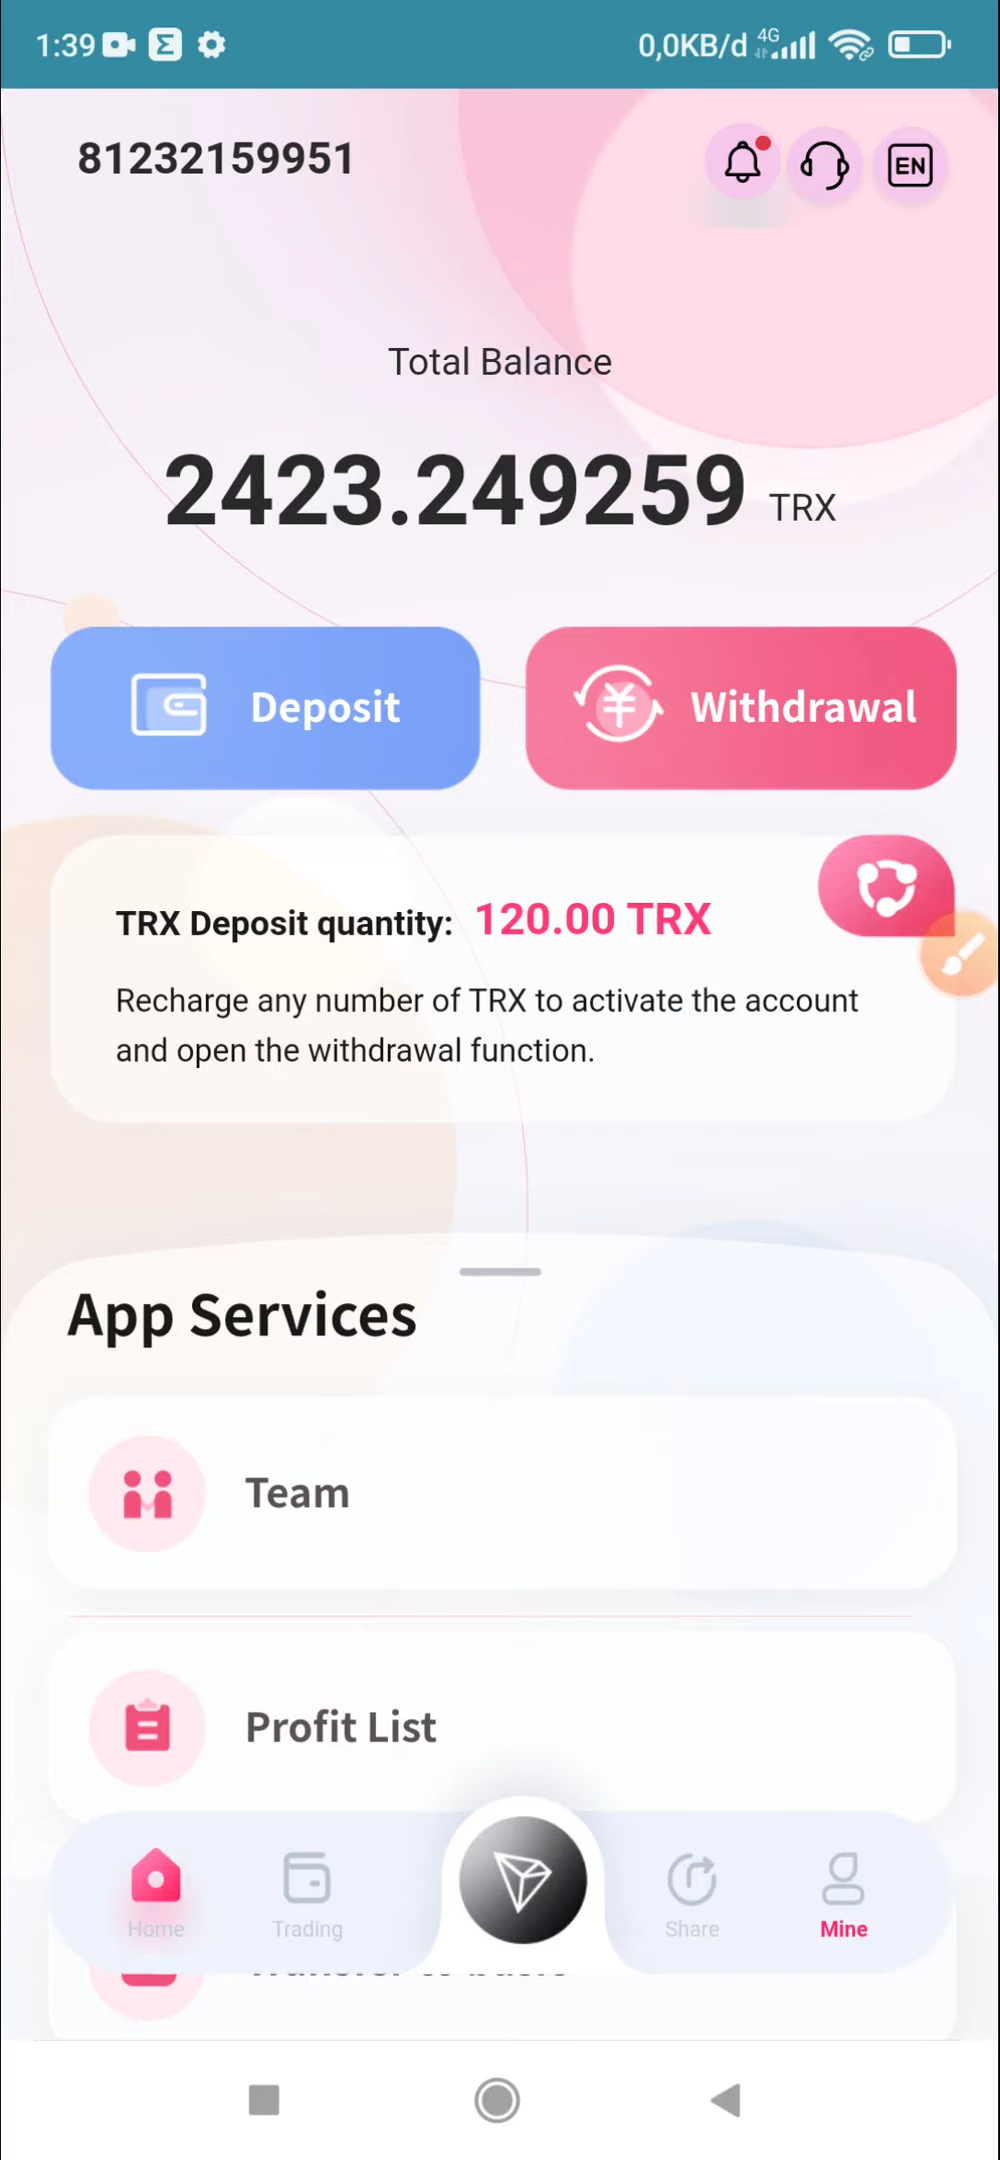 1:39
0,0KB/d 4G
81232159951
EN
Total Balance
2423.249259 TRX
Deposit
Withdrawal
TRX Deposit quantity: 120.00 TRX
Recharge any number of TRX to activate the account
and open the withdrawal function.
App Services
Team
Profit List
Home
Trading
Share
Mine